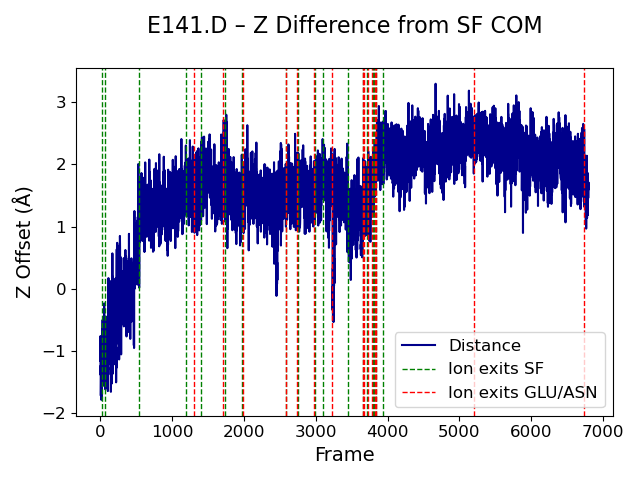 E141.D – Z Difference from SF COM
Z Offset (Å)
3
2
1
0
−1
−2
0 1000 2000 3000 4000 5000 6000 7000
Frame
Distance
Ion exits SF
Ion exits GLU/ASN